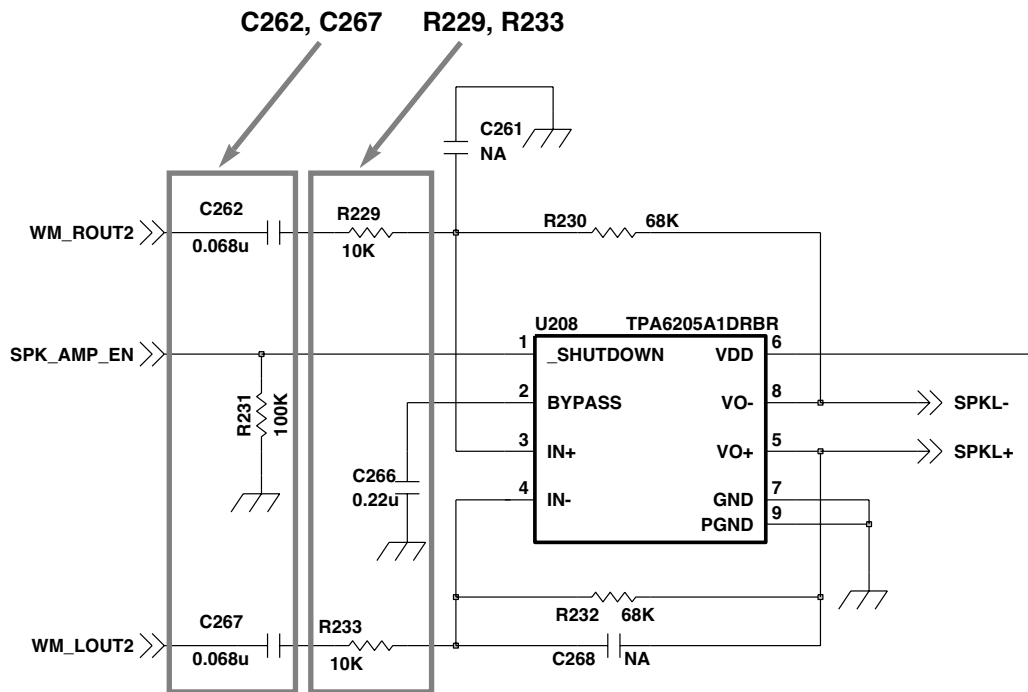 C262, C267 R229, R233
C261
NA
C262
0.068u
R229
10K
R230 68K
WM_ROUT2
U208 TPA6205A1DRBR
SPK_AMP_EN
1 _SHUTDOWN VDD 6
R231
100K
2 BYPASS VO- 8
SPKL-
3 IN+ VO+ 5
SPKL+
C266
0.22u
4 IN- GND 7
PGND 9
R232 68K
C267
0.068u
R233
10K
WM_LOUT2
C268 NA